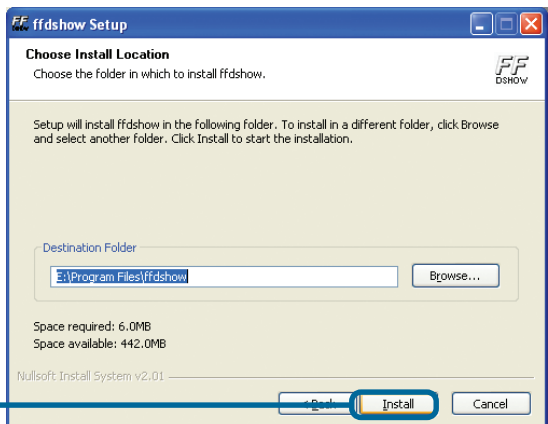 ffdshow Setup
Choose Install Location
Choose the folder in which to install ffdshow.
FF
DSHOW
Setup will install ffdshow in the following folder. To install in a different folder, click Browse
and select another folder. Click Install to start the installation.
Destination Folder
E:\Program Files\ffdshow
Browse...
Space required: 6.0MB
Space available: 442.0MB
Nullsoft Install System v2.01
< Back
Install
Cancel